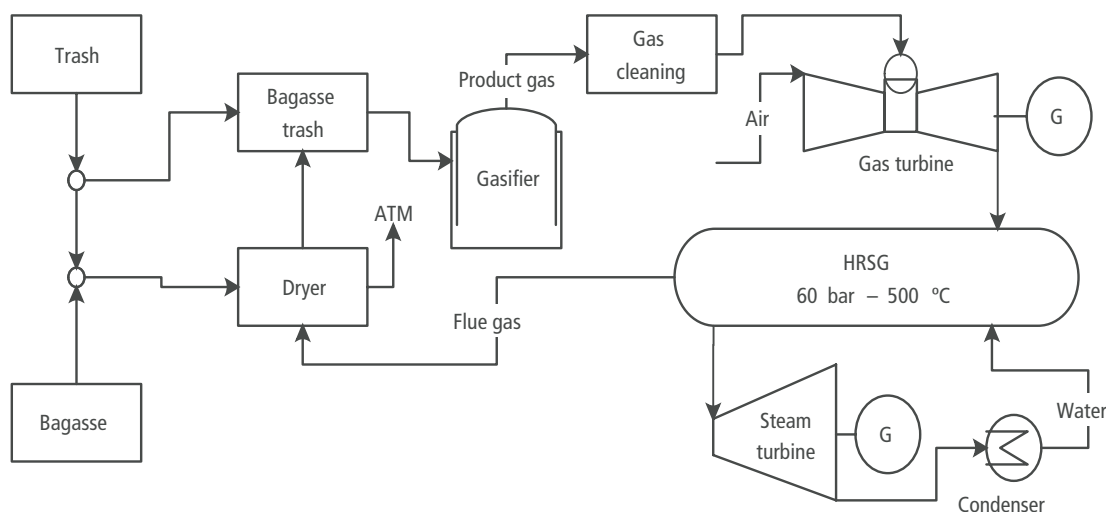 Trash
Gas
cleaning
Product gas
Bagasse
trash
Air
G
Gasifier
Gas turbine
ATM
HRSG
60 bar – 500 ºC
Dryer
Flue gas
Bagasse
Steam
turbine
G
Water
Condenser